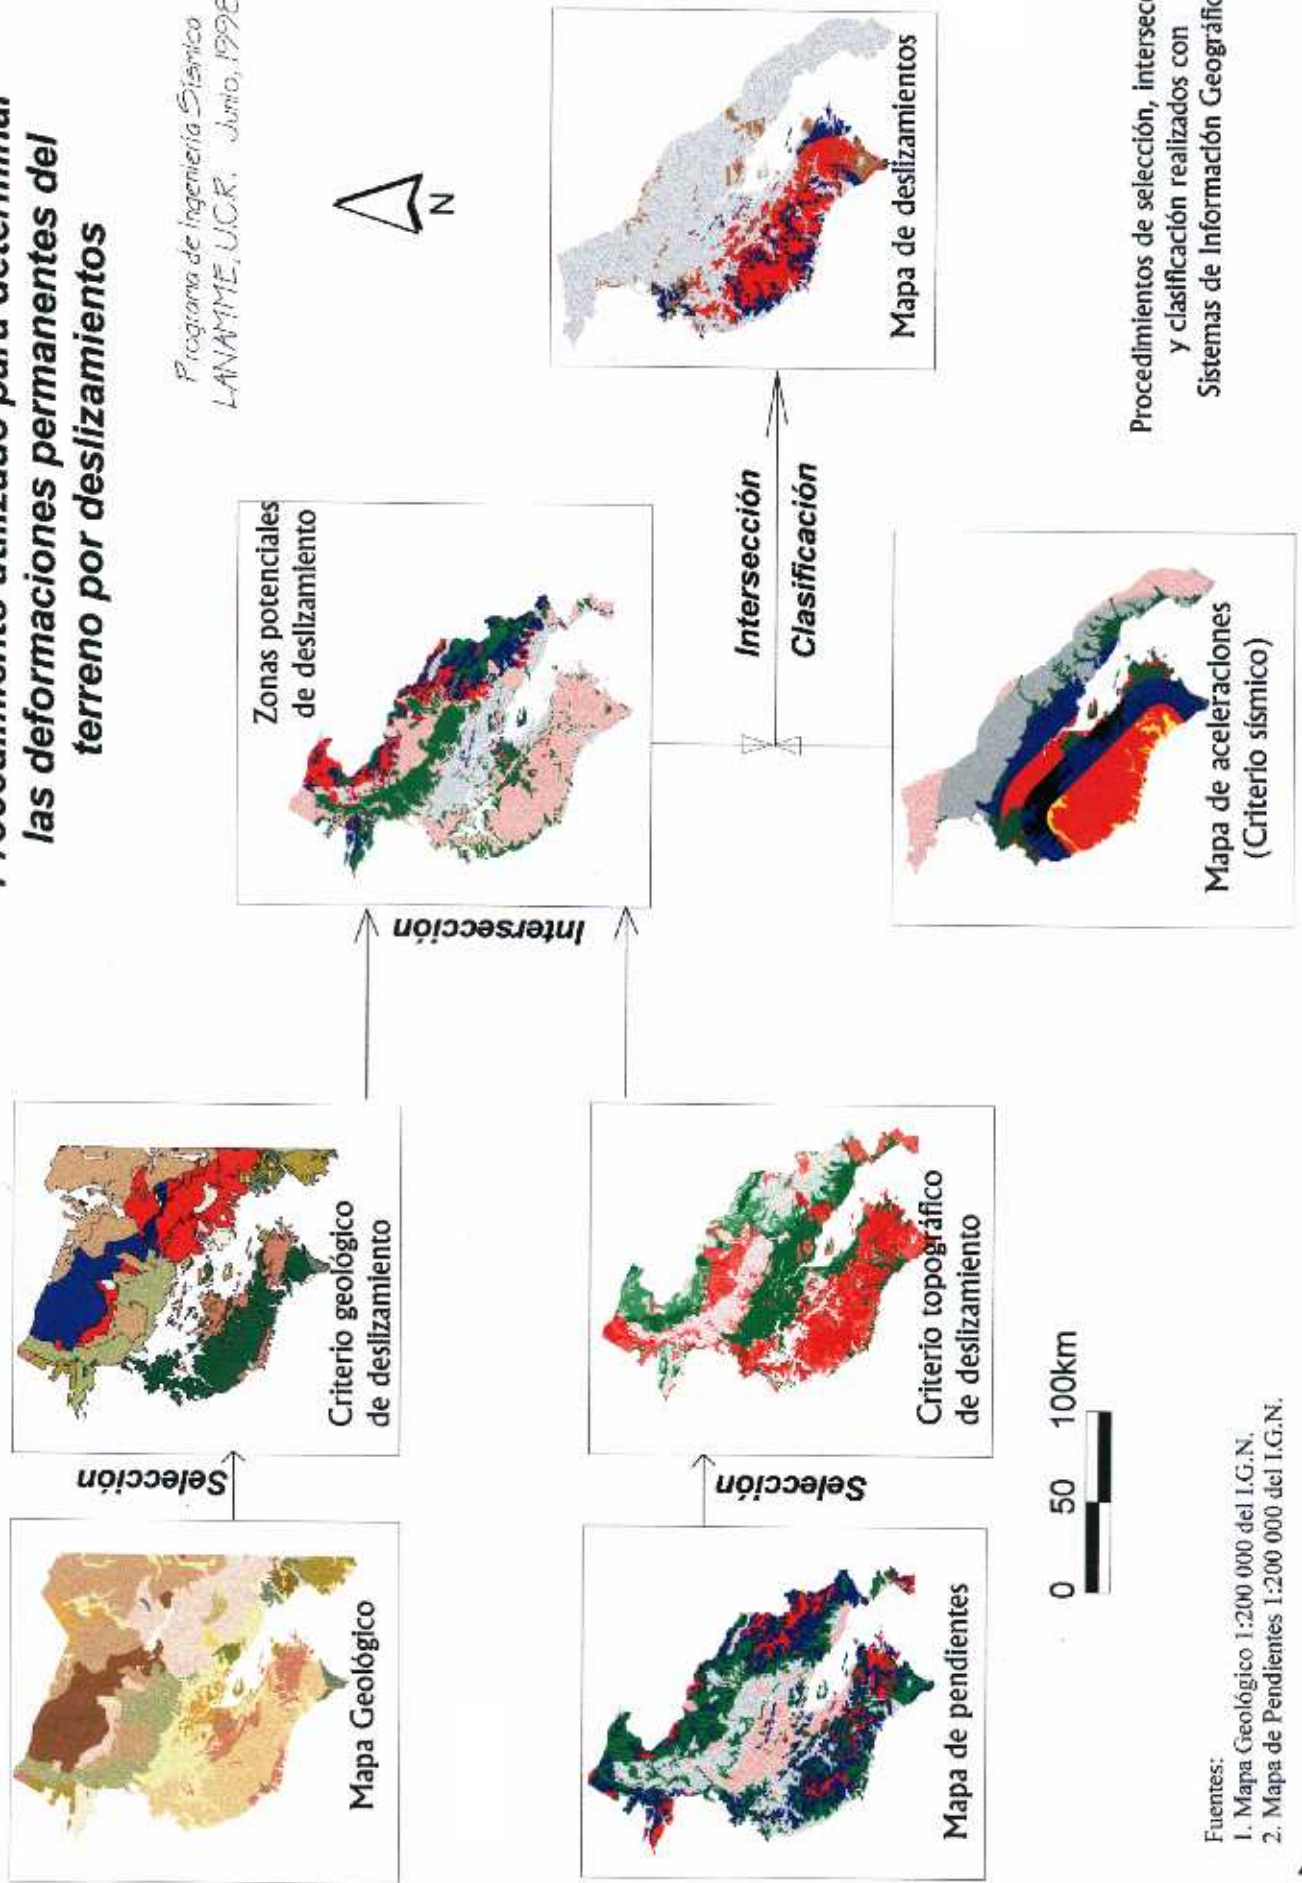 las deformaciones permanentes del
terreno por deslizamientos
Programa de Ingeniería Sísmica
LANAMME, U.C.R. Junio, 1998
N
Mapa Geológico
Selección
Criterio geológico
de deslizamiento
Intersección
Zonas potenciales
de deslizamiento
Mapa de pendientes
Selección
Criterio topográfico
de deslizamiento
Intersección
Clasificación
Mapa de deslizamientos
Mapa de aceleraciones
(Criterio sísmico)
0 50 100km
Procedimientos de selección,
y clasificación realizados con
Sistemas de Información
Fuentes:
1. Mapa Geológico 1:200 000 del I.G.N.
2. Mapa de Pendientes 1:200 000 del I.G.N.